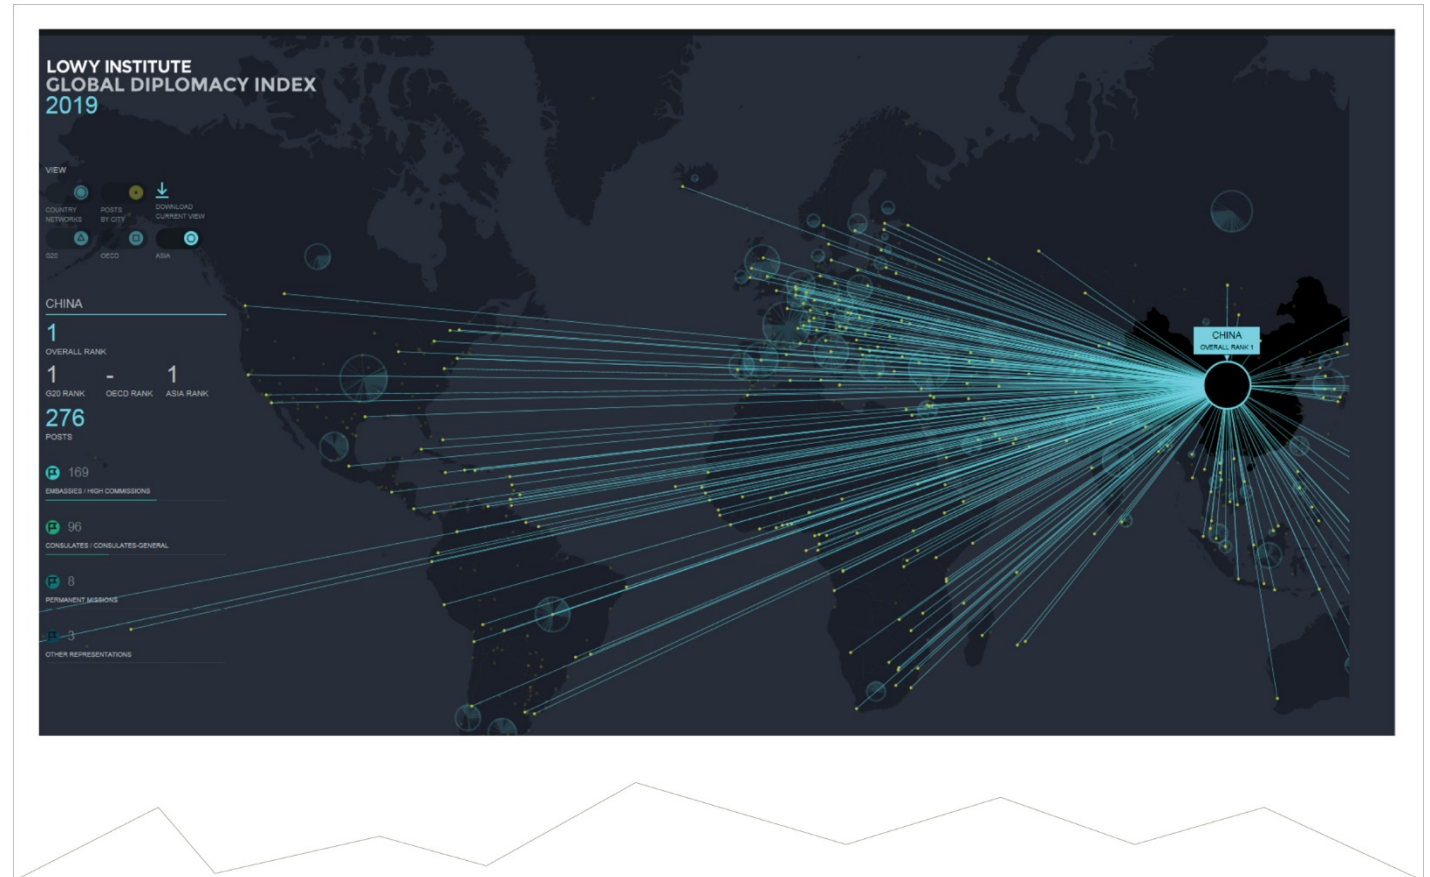 LOWY INSTITUTE
GLOBAL DIPLOMACY INDEX
2019
VIEW
COUNTRY
NETWORKS
POSTS
BY CITY
DOWNLOAD
CURRENT VIEW
G20
OECD
ASIA
CHINA
1
OVERALL RANK
1 - 1
G20 RANK OECD RANK ASIA RANK
276
POSTS
169
EMBASSIES / HIGH COMMISSIONS
96
CONSULATES / CONSULATES-GENERAL
8
PERMANENT MISSIONS
3
OTHER REPRESENTATIONS
CHINA
OVERALL RANK 1